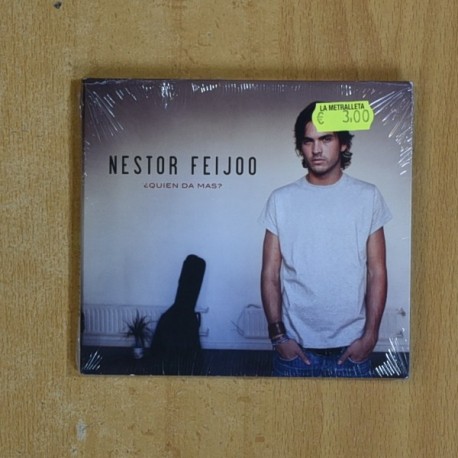 LA METRALLETA
€ 3.00
NESTOR FEIJOO
¿QUIEN DA MAS?